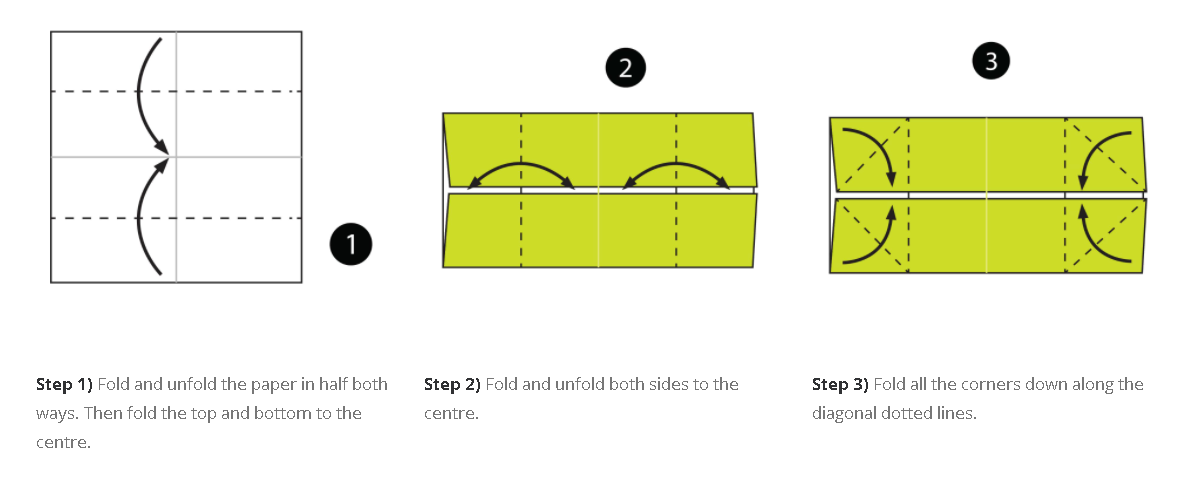 1
2
3
Step 1) Fold and unfold the paper in half both
ways. Then fold the top and bottom to the
centre.
Step 2) Fold and unfold both sides to the
centre.
Step 3) Fold all the corners down along the
diagonal dotted lines.